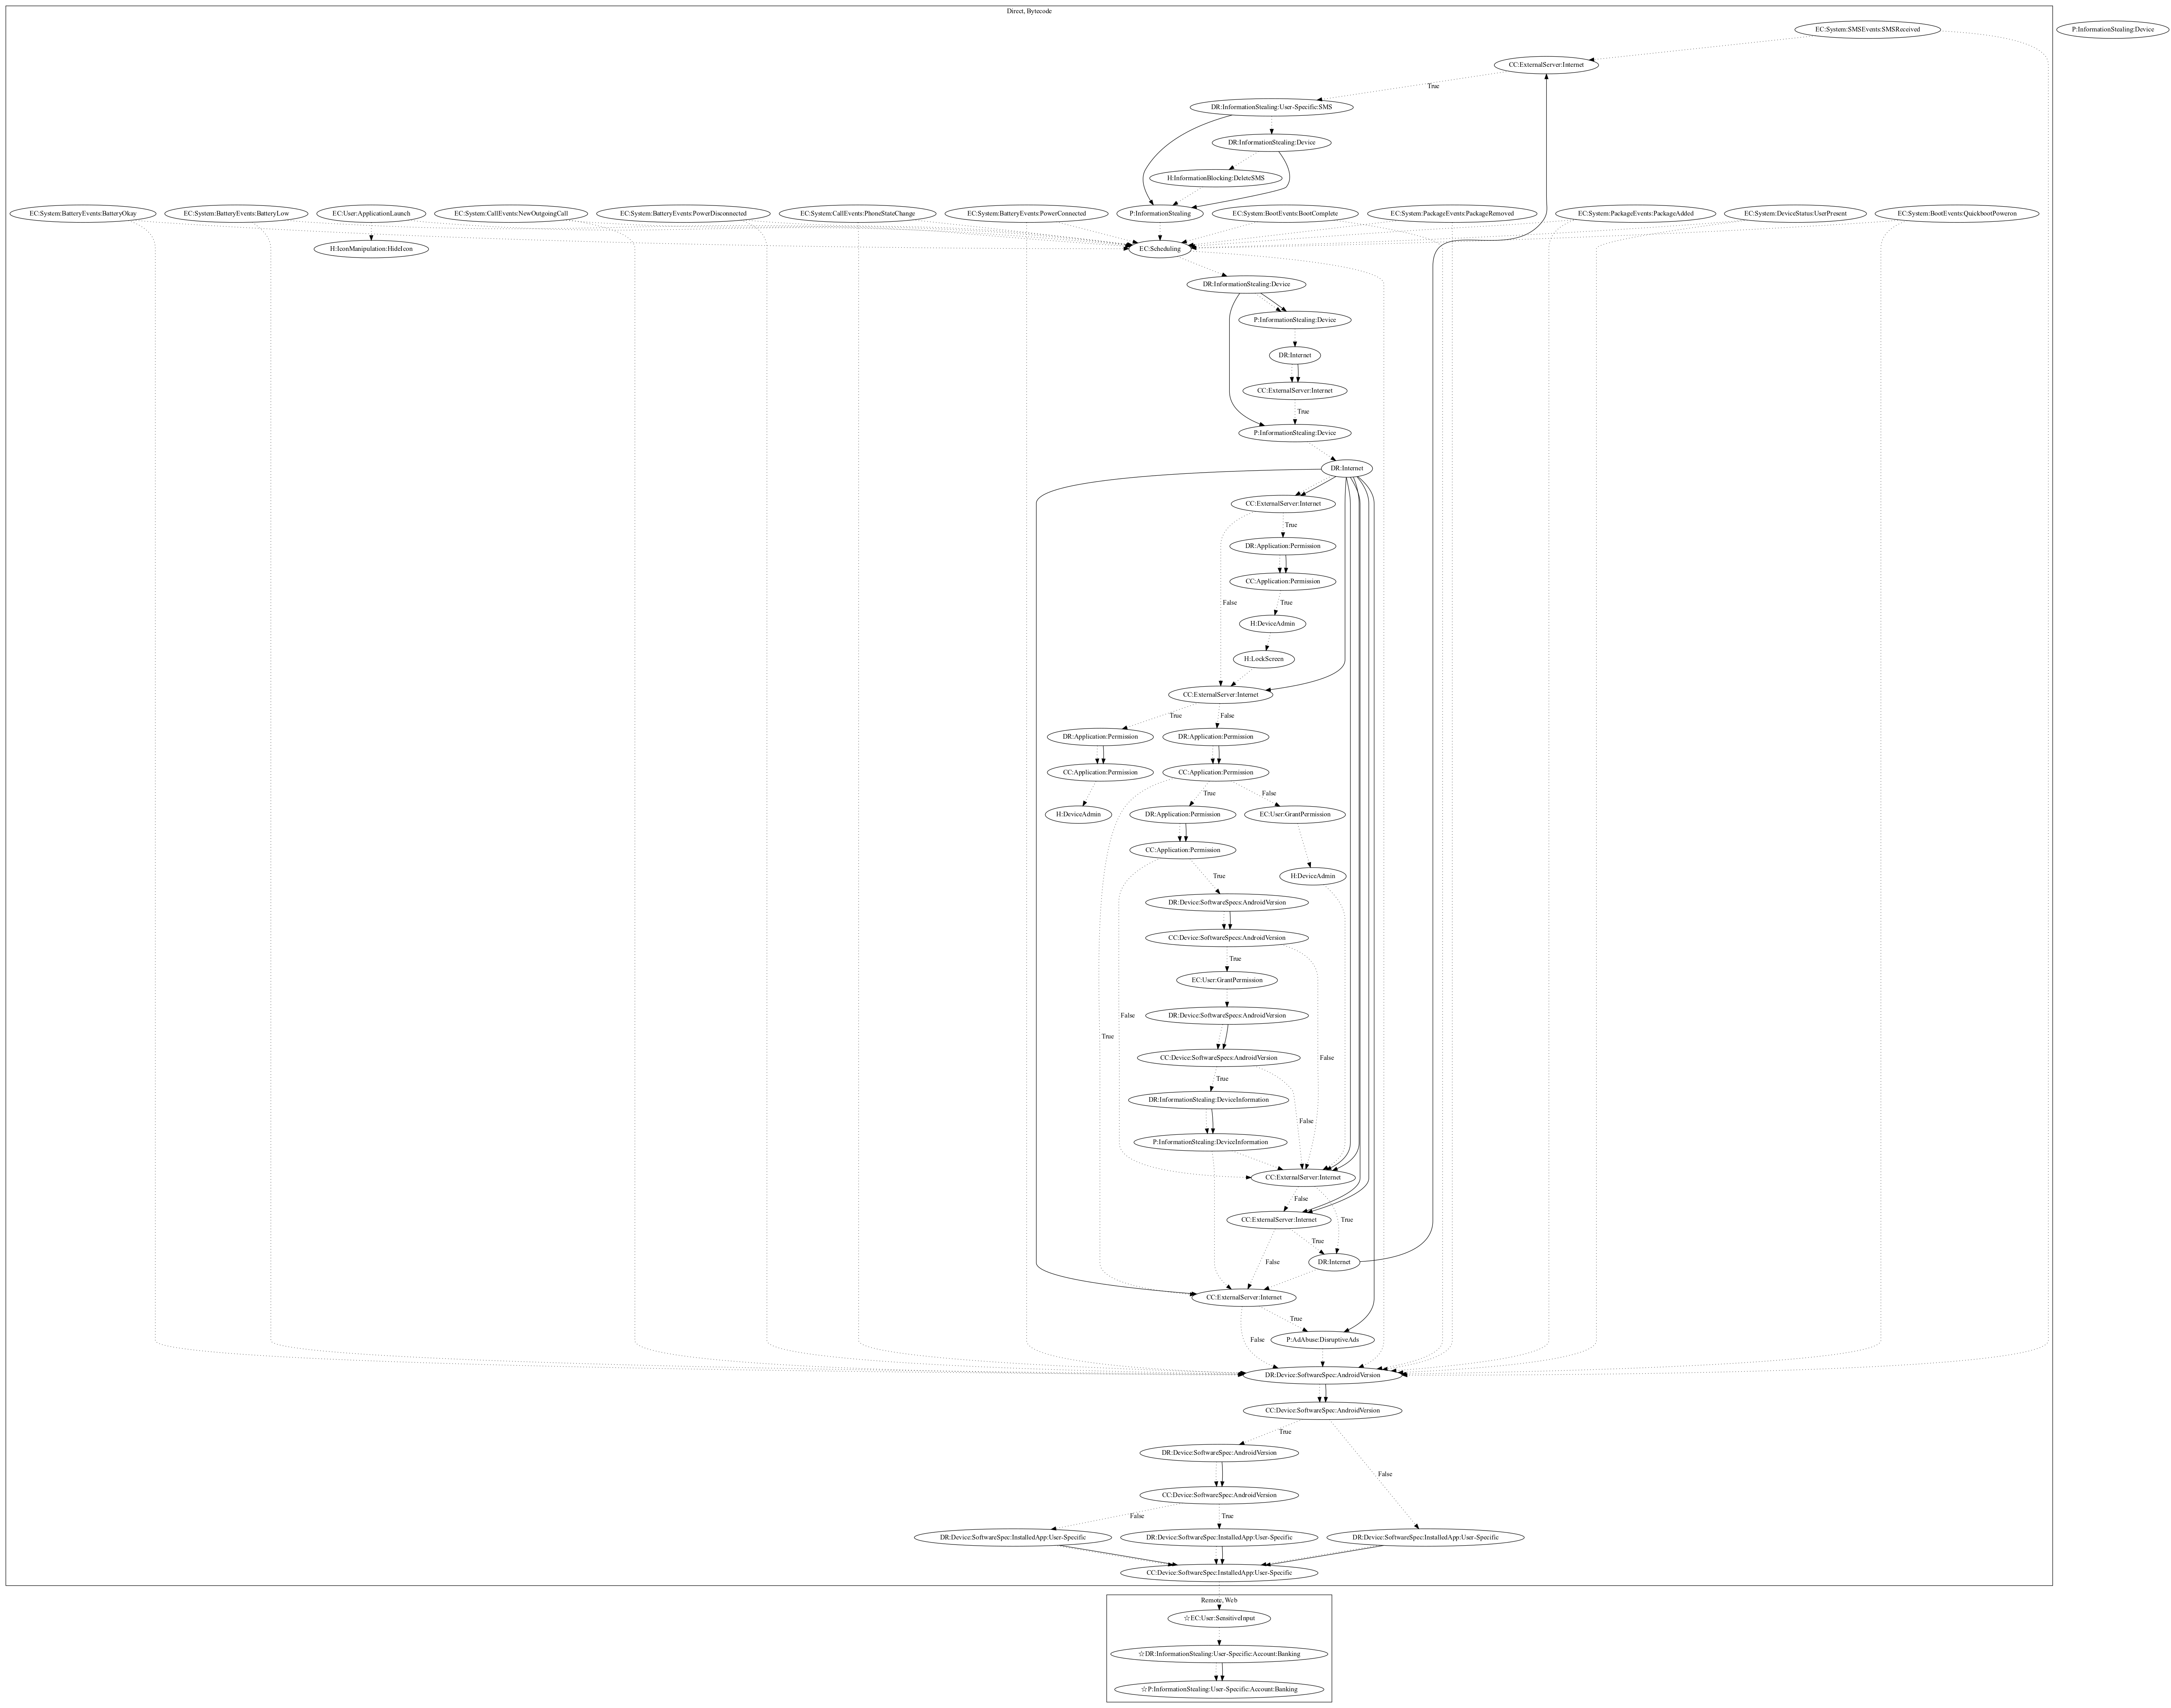 Direct, Bytecode
EC:System:SMSEvents:SMSReceived
P:InformationStealing:Device
CC:ExternalServer:Internet
True
DR:InformationStealing:User-Specific:SMS
DR:InformationStealing:Device
H:InformationBlocking:DeleteSMS
EC:System:BatteryEvents:BatteryOkay
EC:System:BatteryEvents:BatteryLow
EC:User:ApplicationLaunch
EC:System:CallEvents:NewOutgoingCall
EC:System:BatteryEvents:PowerDisconnected
EC:System:CallEvents:PhoneStateChange
EC:System:BatteryEvents:PowerConnected
P:InformationStealing
EC:System:BootEvents:BootComplete
EC:System:PackageEvents:PackageRemoved
EC:System:PackageEvents:PackageAdded
EC:System:DeviceStatus:UserPresent
EC:System:BootEvents:QuickbootPoweron
H:IconManipulation:HideIcon
EC:Scheduling
DR:InformationStealing:Device
P:InformationStealing:Device
DR:Internet
CC:ExternalServer:Internet
True
P:InformationStealing:Device
DR:Internet
CC:ExternalServer:Internet
True
DR:Application:Permission
CC:Application:Permission
False
True
H:DeviceAdmin
H:LockScreen
CC:ExternalServer:Internet
True
False
DR:Application:Permission
DR:Application:Permission
CC:Application:Permission
CC:Application:Permission
True
False
H:DeviceAdmin
DR:Application:Permission
EC:User:GrantPermission
CC:Application:Permission
True
H:DeviceAdmin
DR:Device:SoftwareSpecs:AndroidVersion
CC:Device:SoftwareSpecs:AndroidVersion
True
EC:User:GrantPermission
False
DR:Device:SoftwareSpecs:AndroidVersion
True
CC:Device:SoftwareSpecs:AndroidVersion
False
True
DR:InformationStealing:DeviceInformation
False
P:InformationStealing:DeviceInformation
CC:ExternalServer:Internet
False
CC:ExternalServer:Internet
True
True
False
DR:Internet
CC:ExternalServer:Internet
True
False
P:AdAbuse:DisruptiveAds
DR:Device:SoftwareSpec:AndroidVersion
CC:Device:SoftwareSpec:AndroidVersion
True
DR:Device:SoftwareSpec:AndroidVersion
False
CC:Device:SoftwareSpec:AndroidVersion
False
True
DR:Device:SoftwareSpec:InstalledApp:User-Specific
DR:Device:SoftwareSpec:InstalledApp:User-Specific
DR:Device:SoftwareSpec:InstalledApp:User-Specific
CC:Device:SoftwareSpec:InstalledApp:User-Specific
Remote, Web
☆EC:User:SensitiveInput
☆DR:InformationStealing:User-Specific:Account:Banking
☆P:InformationStealing:User-Specific:Account:Banking